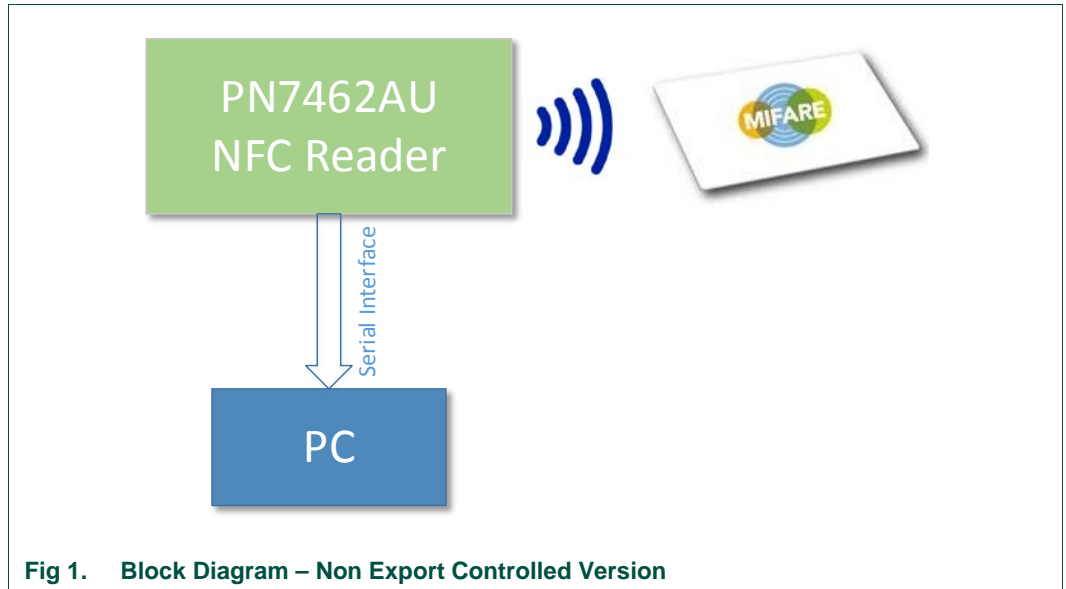 PN7462AU
NFC Reader
MIFARE
Serial Interface
PC
Fig 1. Block Diagram – Non Export Controlled Version